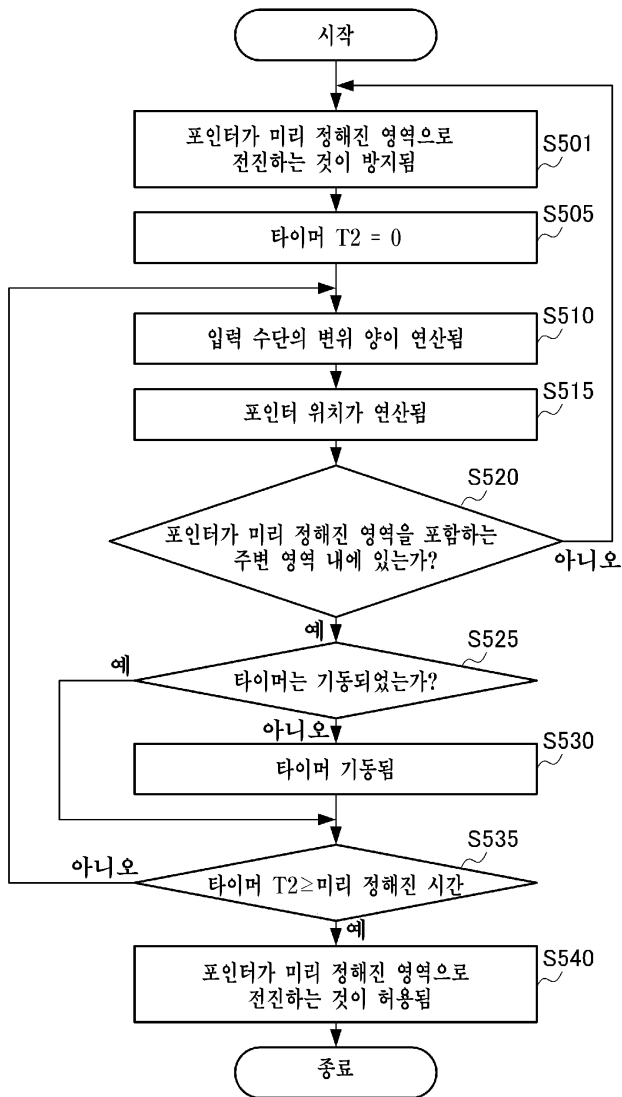 시작
포인터가 미리 정해진 영역으로
전진하는 것이 방지됨
S501
S505
타이머 T2 = 0
S510
입력 수단의 변위 양이 연산됨
S515
포인터 위치가 연산됨
S520
포인터가 미리 정해진 영역을 포함하는
주변 영역 내에 있는가?
아니오
예
S525
예
타이머는 기동되었는가?
아니오
S530
타이머 기동됨
S535
아니오
타이머 T2≥미리 정해진 시간
예
S540
포인터가 미리 정해진 영역으로
전진하는 것이 허용됨
종료